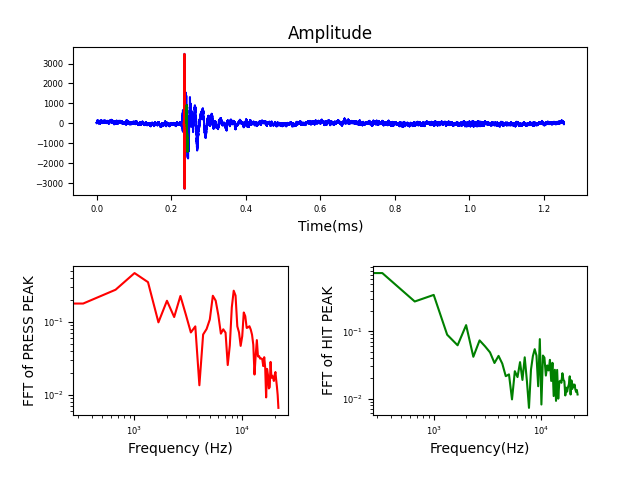 Amplitude
3000
2000
1000
0
−1000
−2000
−3000
0.0 0.2 0.4 0.6 0.8 1.0 1.2
Time(ms)
FFT of PRESS PEAK
10⁻¹
10⁻²
10³ 10⁴
Frequency (Hz)
FFT of HIT PEAK
10⁻¹
10⁻²
10³ 10⁴
Frequency(Hz)